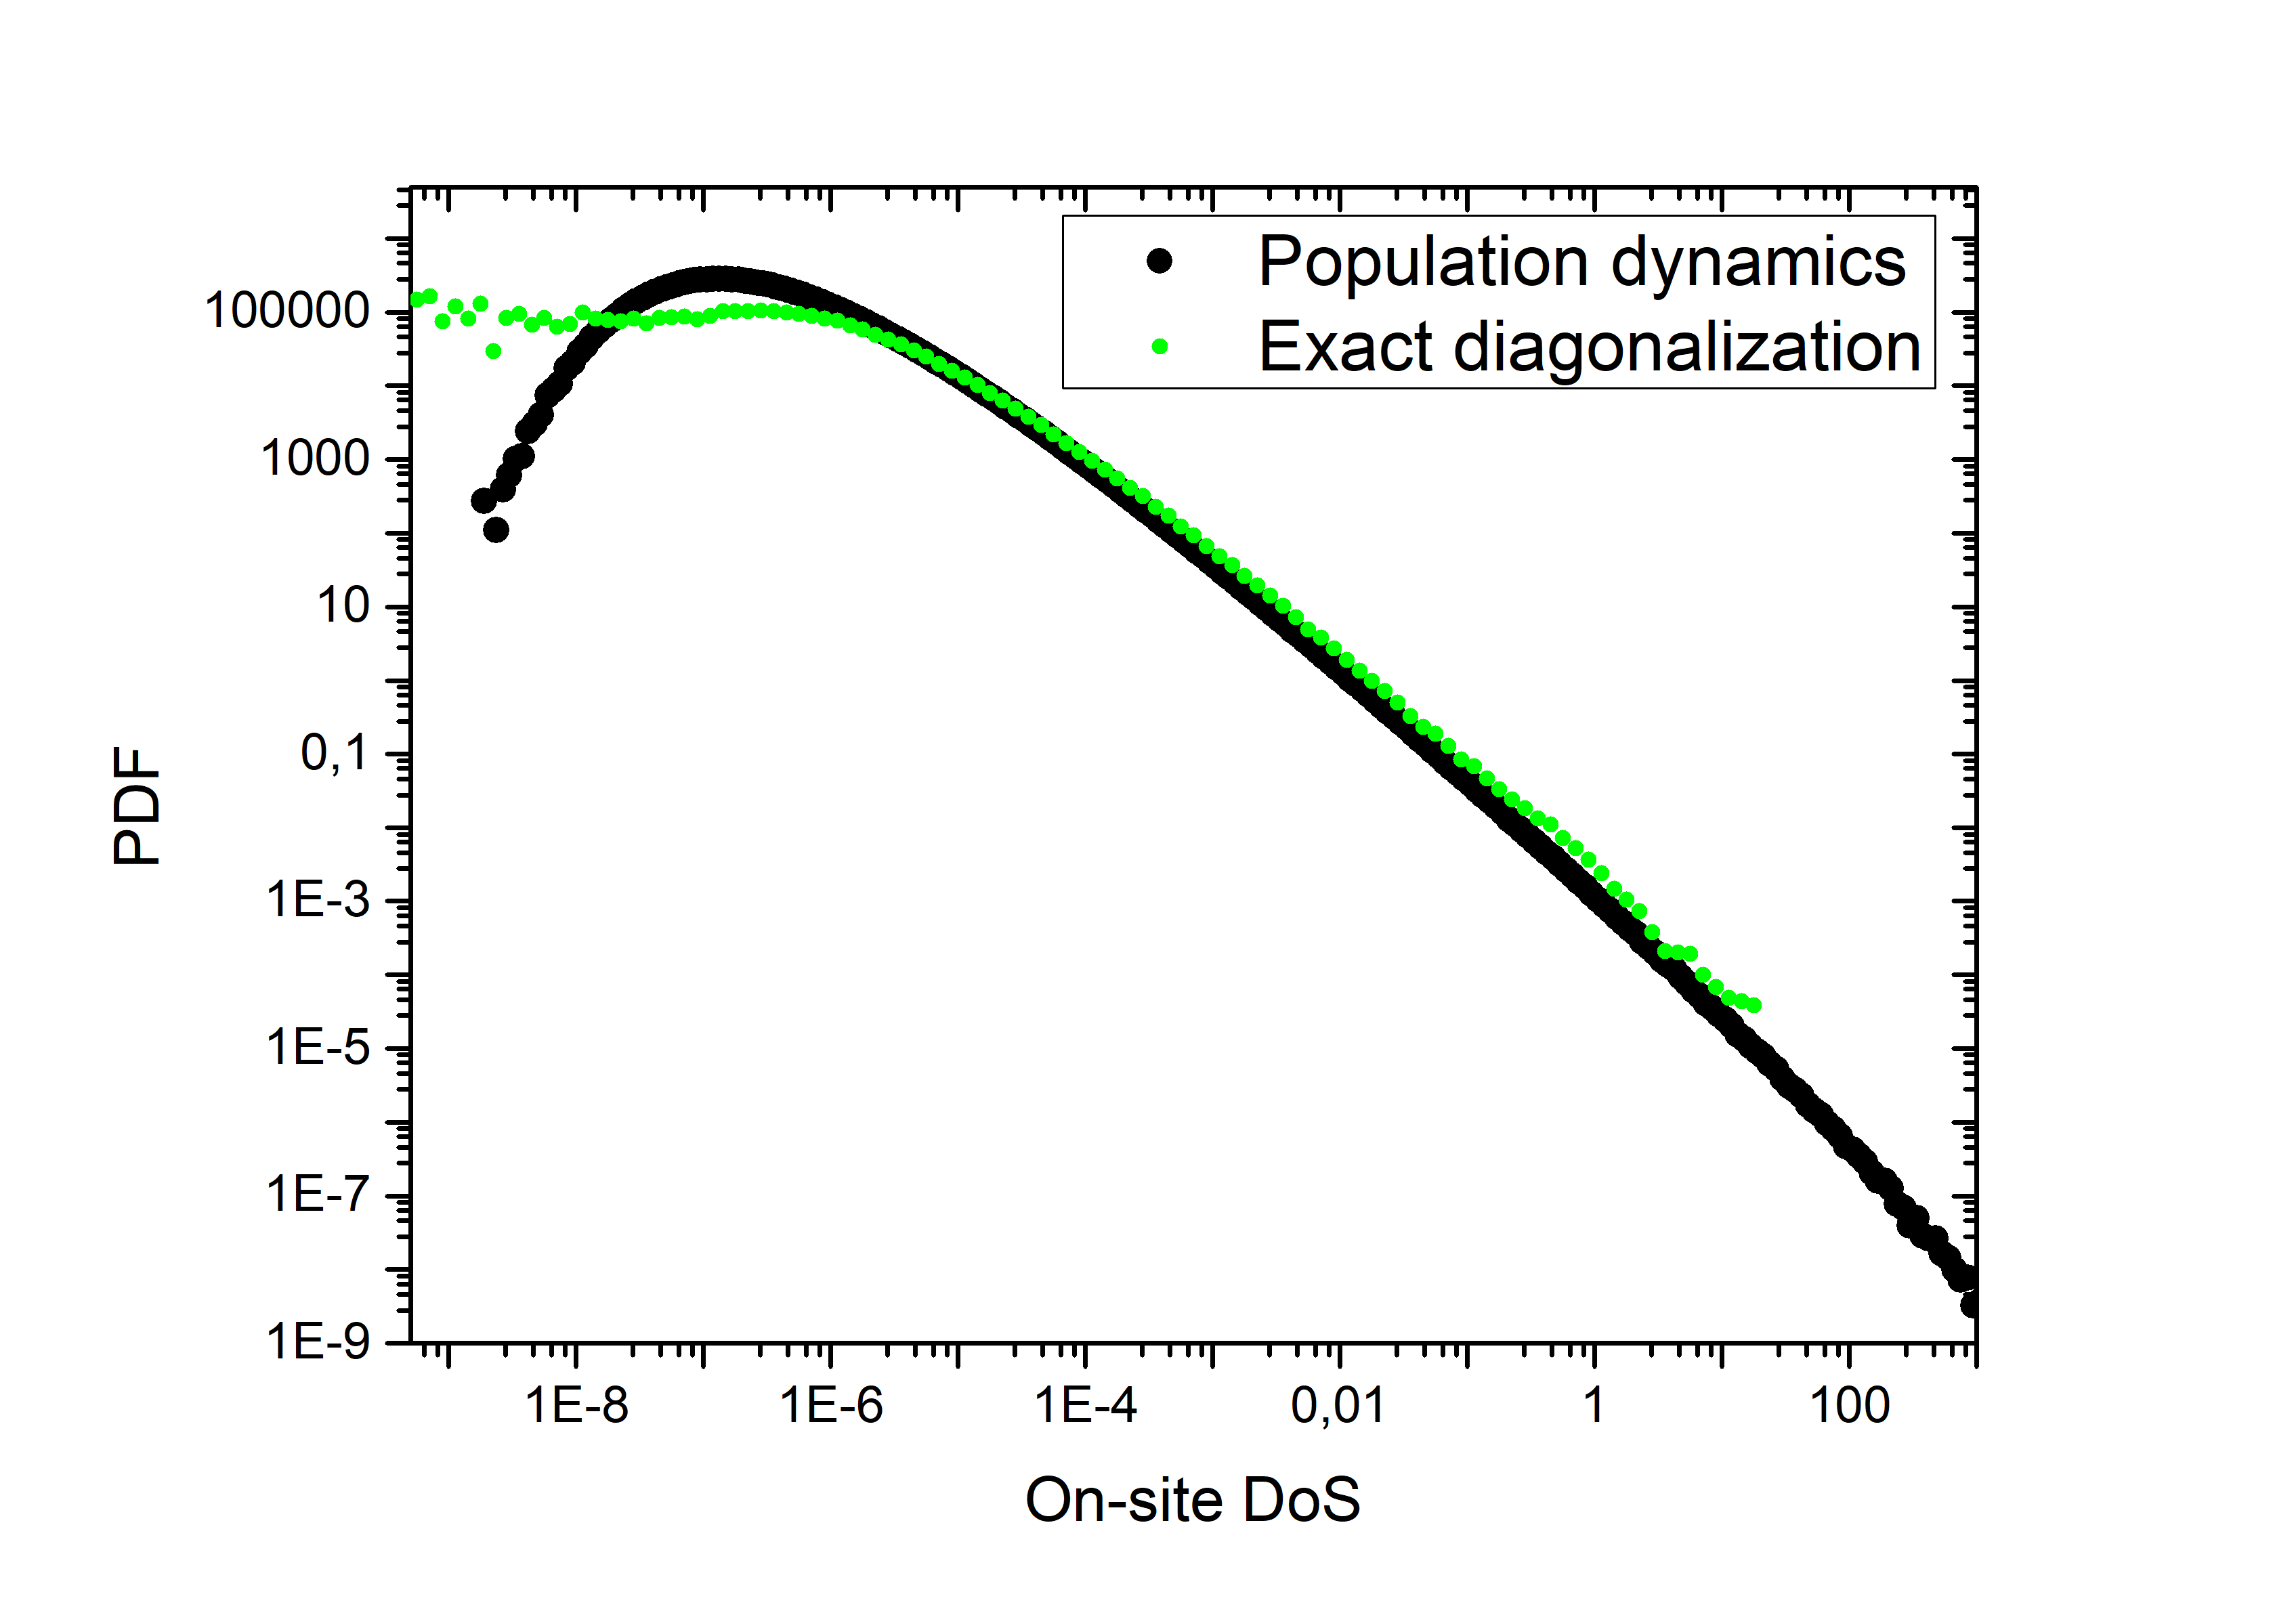 Population dynamics
Exact diagonalization
100000
1000
10
0,1
1E-3
1E-5
1E-7
1E-9
PDF
1E-8 1E-6 1E-4 0,01 1 100
On-site DoS